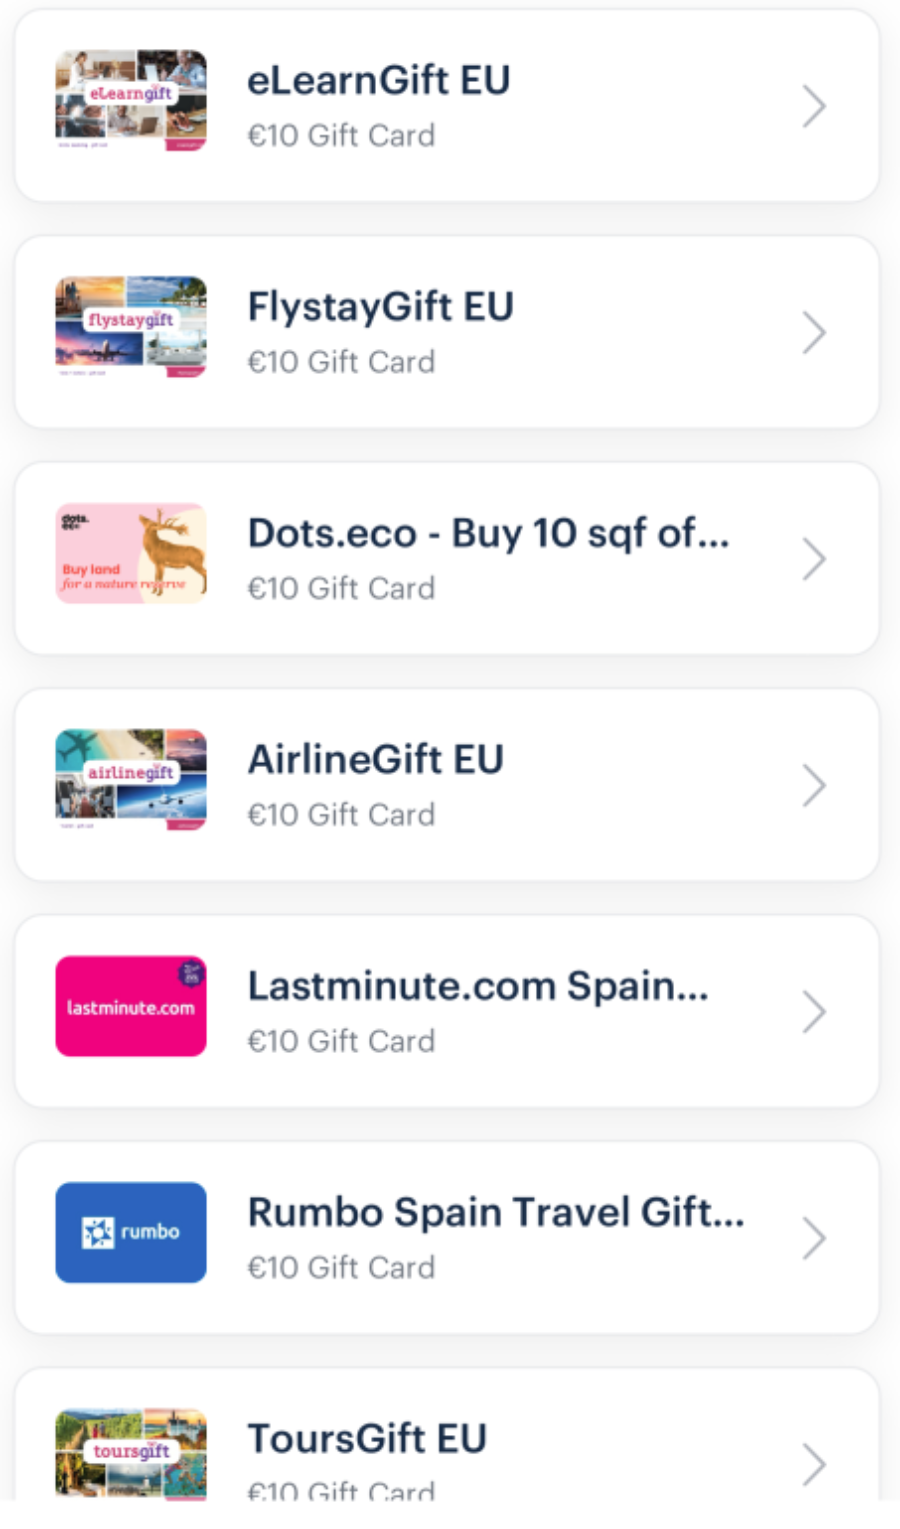 elearngift
eLearnGift EU
€10 Gift Card
flystaygift
FlystayGift EU
€10 Gift Card
dots.
eco
Buy land
for a nature reserve
Dots.eco - Buy 10 sqf of...
€10 Gift Card
airlinegift
AirlineGift EU
€10 Gift Card
lastminute.com
Lastminute.com Spain...
€10 Gift Card
rumbo
Rumbo Spain Travel Gift...
€10 Gift Card
toursgift
ToursGift EU
€10 Gift Card